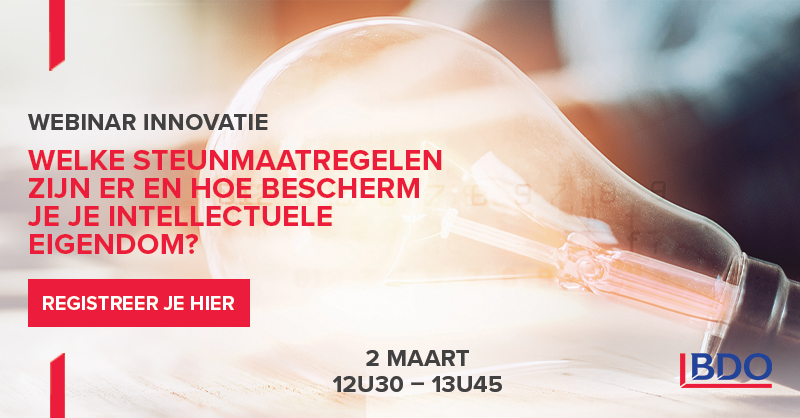 WEBINAR INNOVATIE
WELKE STEUNMAATREGELEN
ZIJN ER EN HOE BESCHERM
JE JE INTELLECTUELE
EIGENDOM?
REGISTREER JE HIER
2 MAART
12U30 – 13U45
BDO